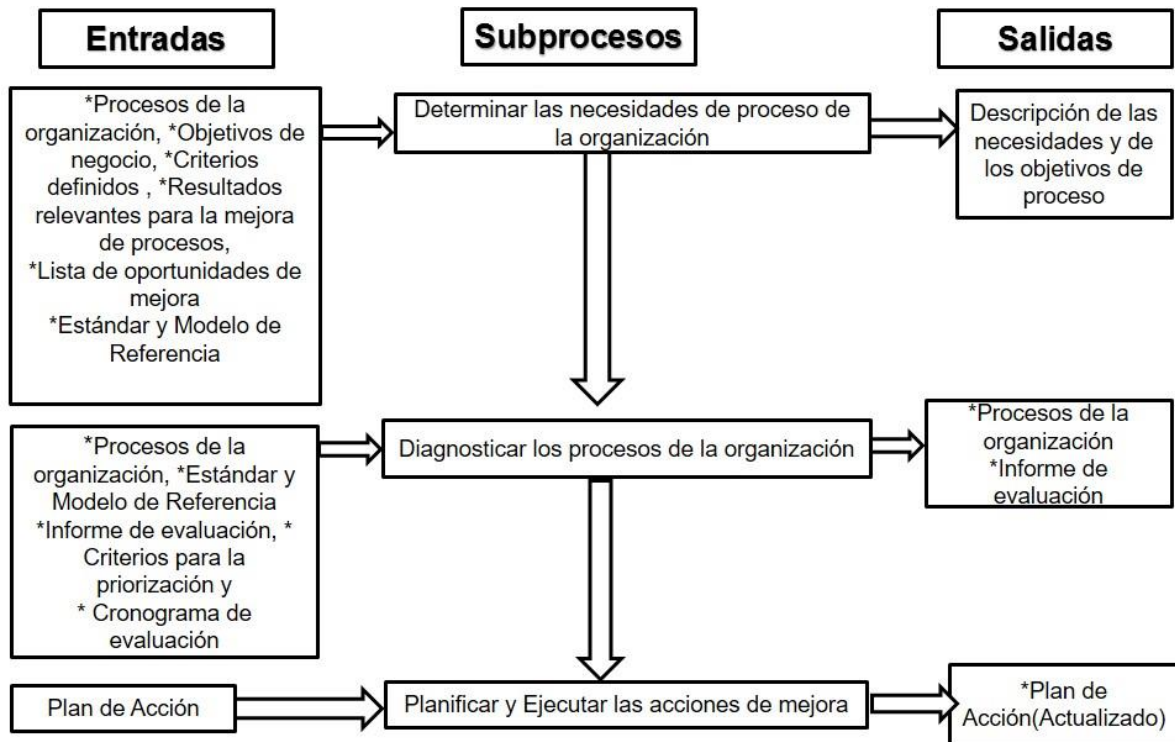 Entradas
Subprocesos
Salidas
*Procesos de la
organización, *Objetivos de
negocio, *Criterios
definidos , *Resultados
relevantes para la mejora
de procesos,
*Lista de oportunidades de
mejora
*Estándar y Modelo de
Referencia
Determinar las necesidades de proceso de
la organización
Descripción de las
necesidades y de
los objetivos de
proceso
*Procesos de la
organización, *Estándar y
Modelo de Referencia
*Informe de evaluación, *
Criterios para la
priorización y
* Cronograma de
evaluación
Diagnosticar los procesos de la organización
*Procesos de la
organización
*Informe de
evaluación
Plan de Acción
Planificar y Ejecutar las acciones de mejora
*Plan de
Acción(Actualizado)